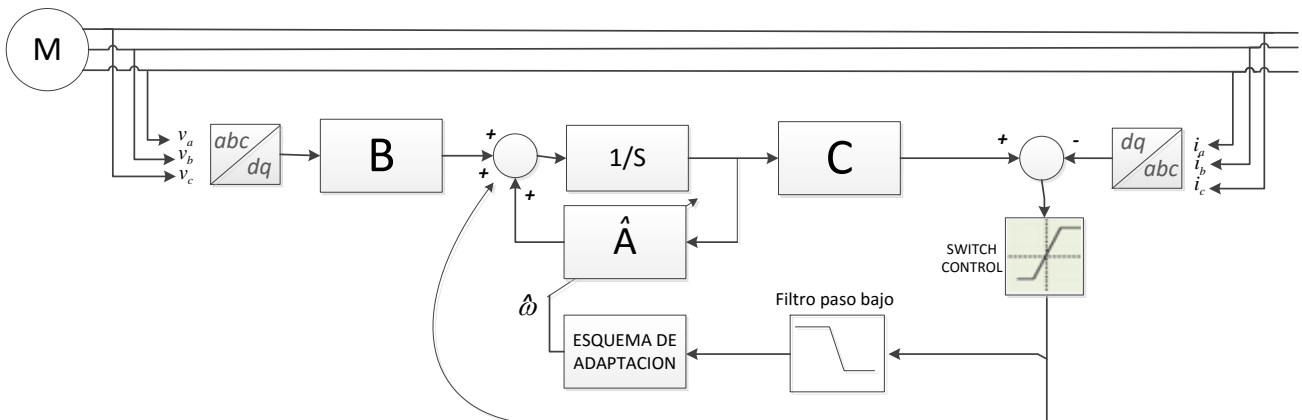 M
v_a
v_b
v_c
abc
dq
B
+
+
+
1/S
C
+
-
dq
abc
i_a
i_b
i_c
Â
SWITCH
CONTROL
ω̂
ESQUEMA DE
ADAPTACION
Filtro paso bajo